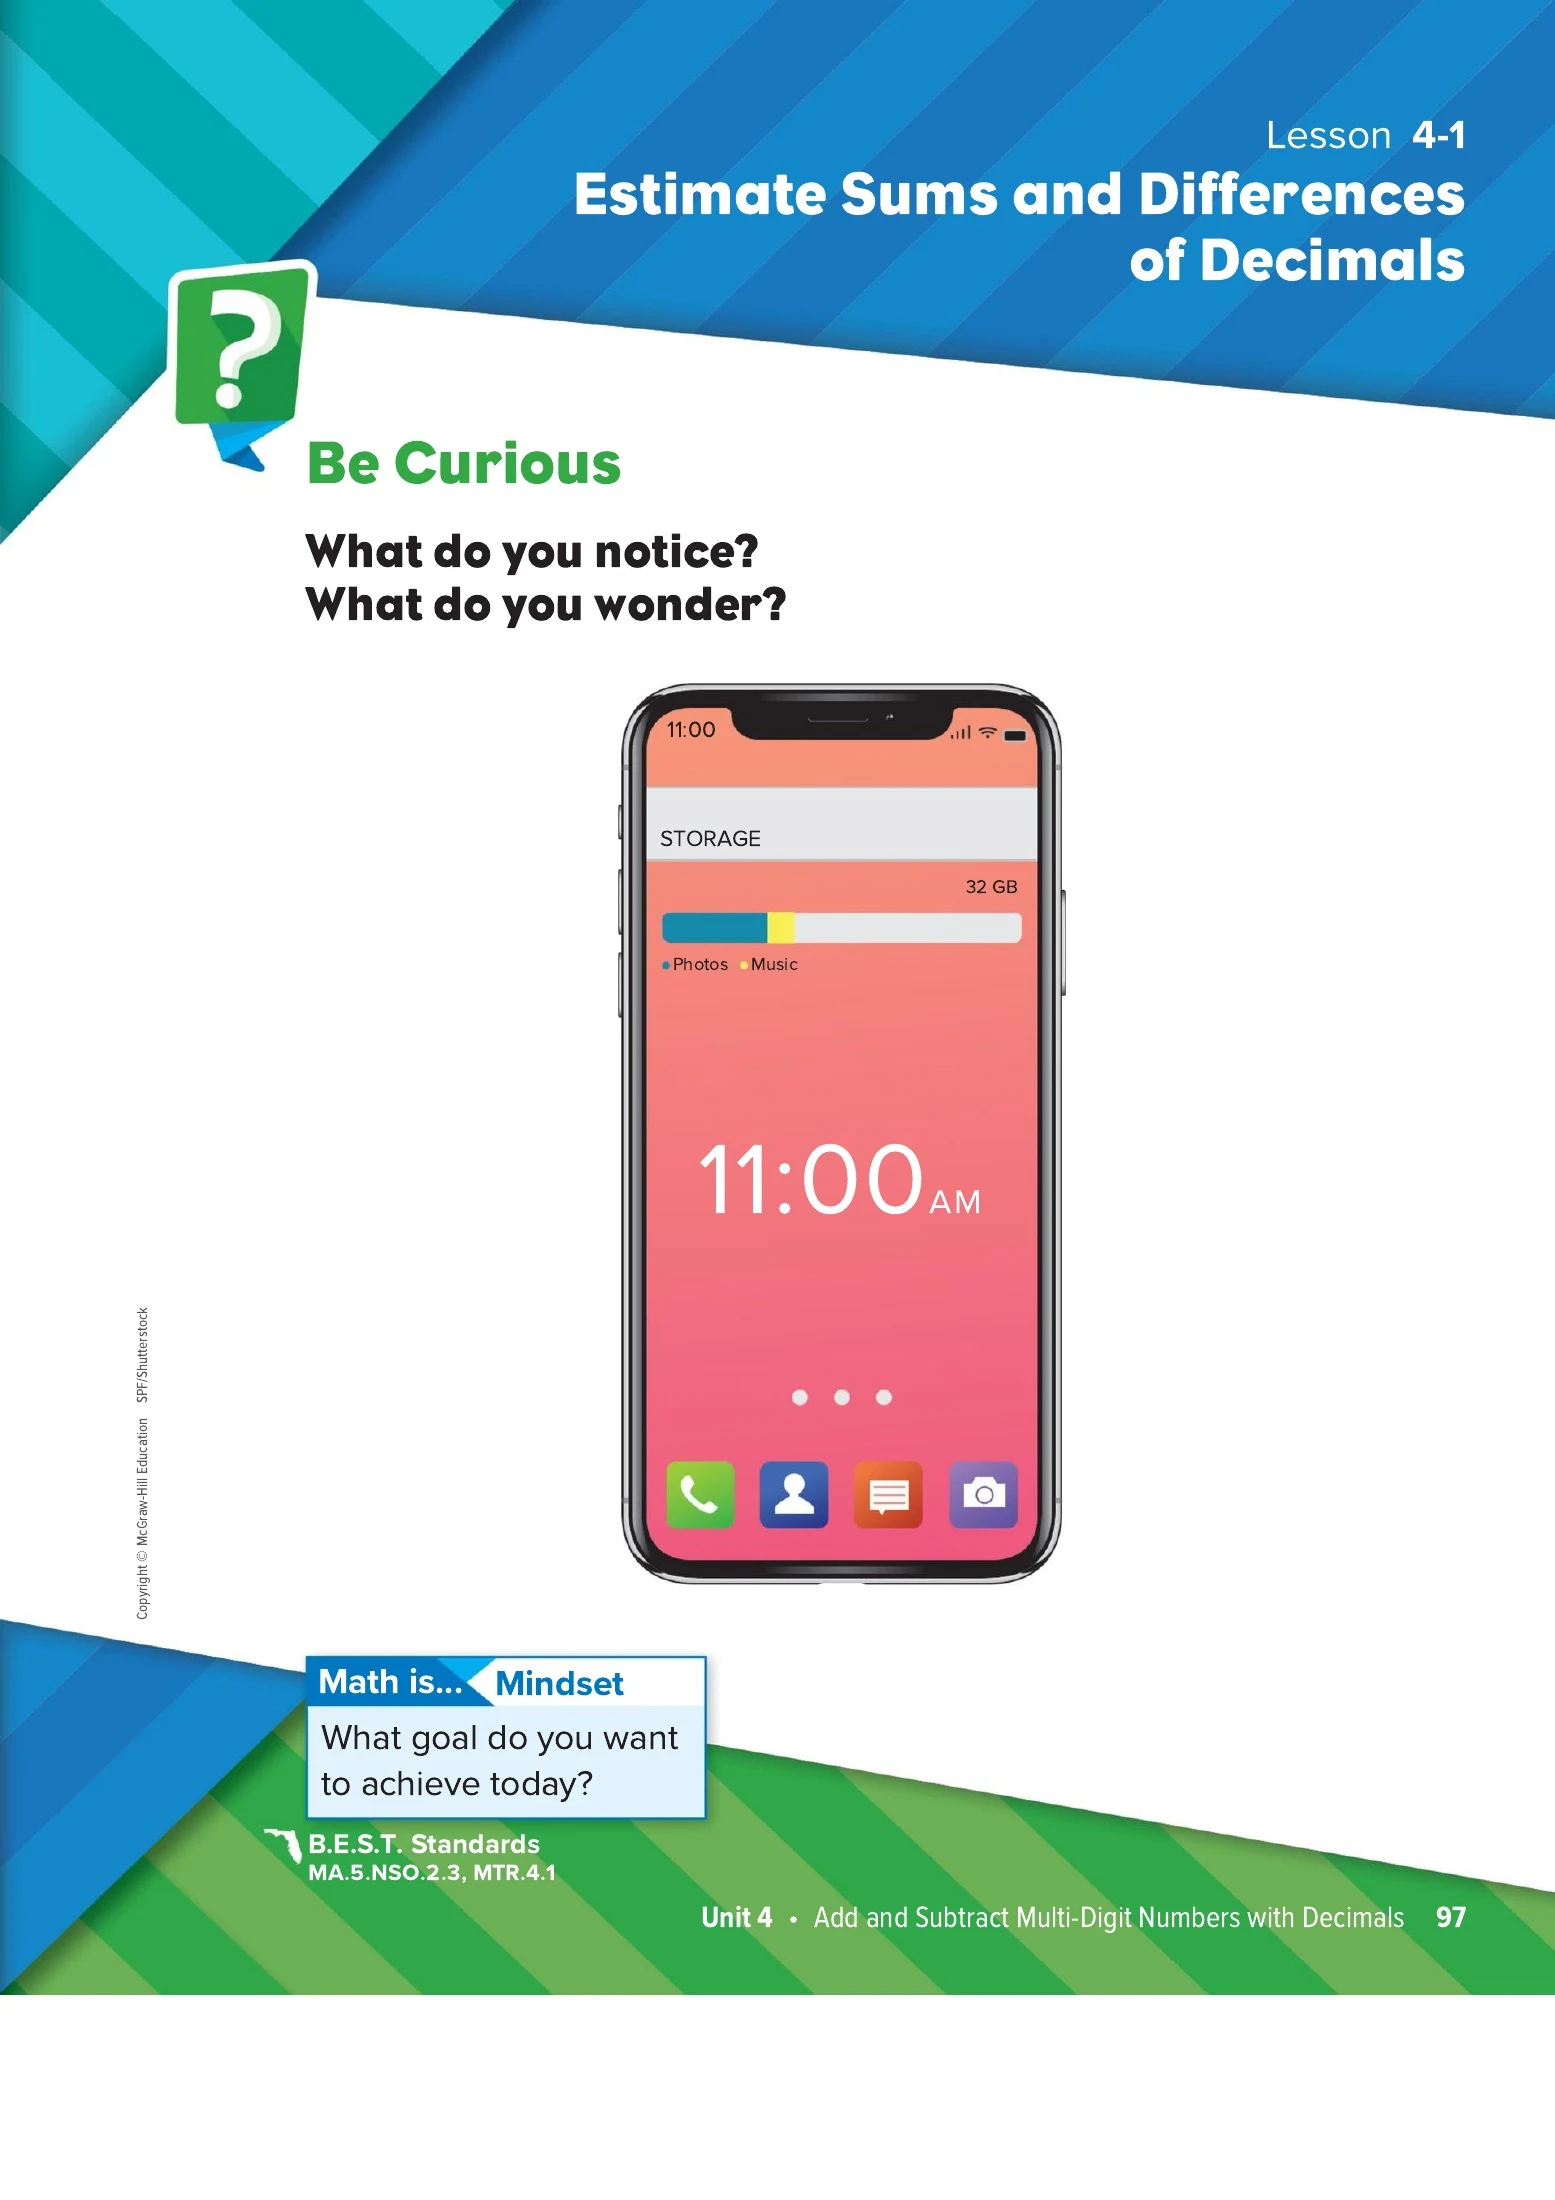 Lesson 4-1
Estimate Sums and Differences
of Decimals
?
Be Curious
What do you notice?
What do you wonder?
11:00
STORAGE
32 GB
Photos Music
11:00 AM
Copyright © McGraw-Hill Education SPF/Shutterstock
Math is... Mindset
What goal do you want
to achieve today?
B.E.S.T. Standards
MA.5.NSO.2.3, MTR.4.1
Unit 4 • Add and Subtract Multi-Digit Numbers with Decimals 97